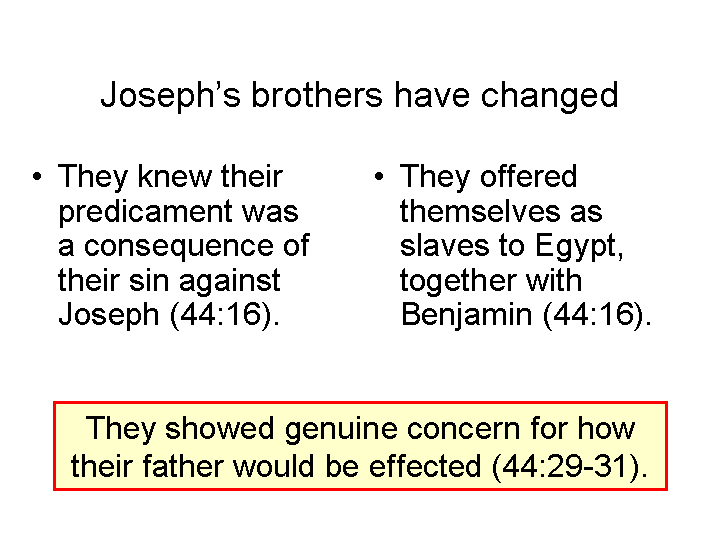 Joseph’s brothers have changed
• They knew their
predicament was
a consequence of
their sin against
Joseph (44:16).
• They offered
themselves as
slaves to Egypt,
together with
Benjamin (44:16).
They showed genuine concern for how
their father would be effected (44:29-31).